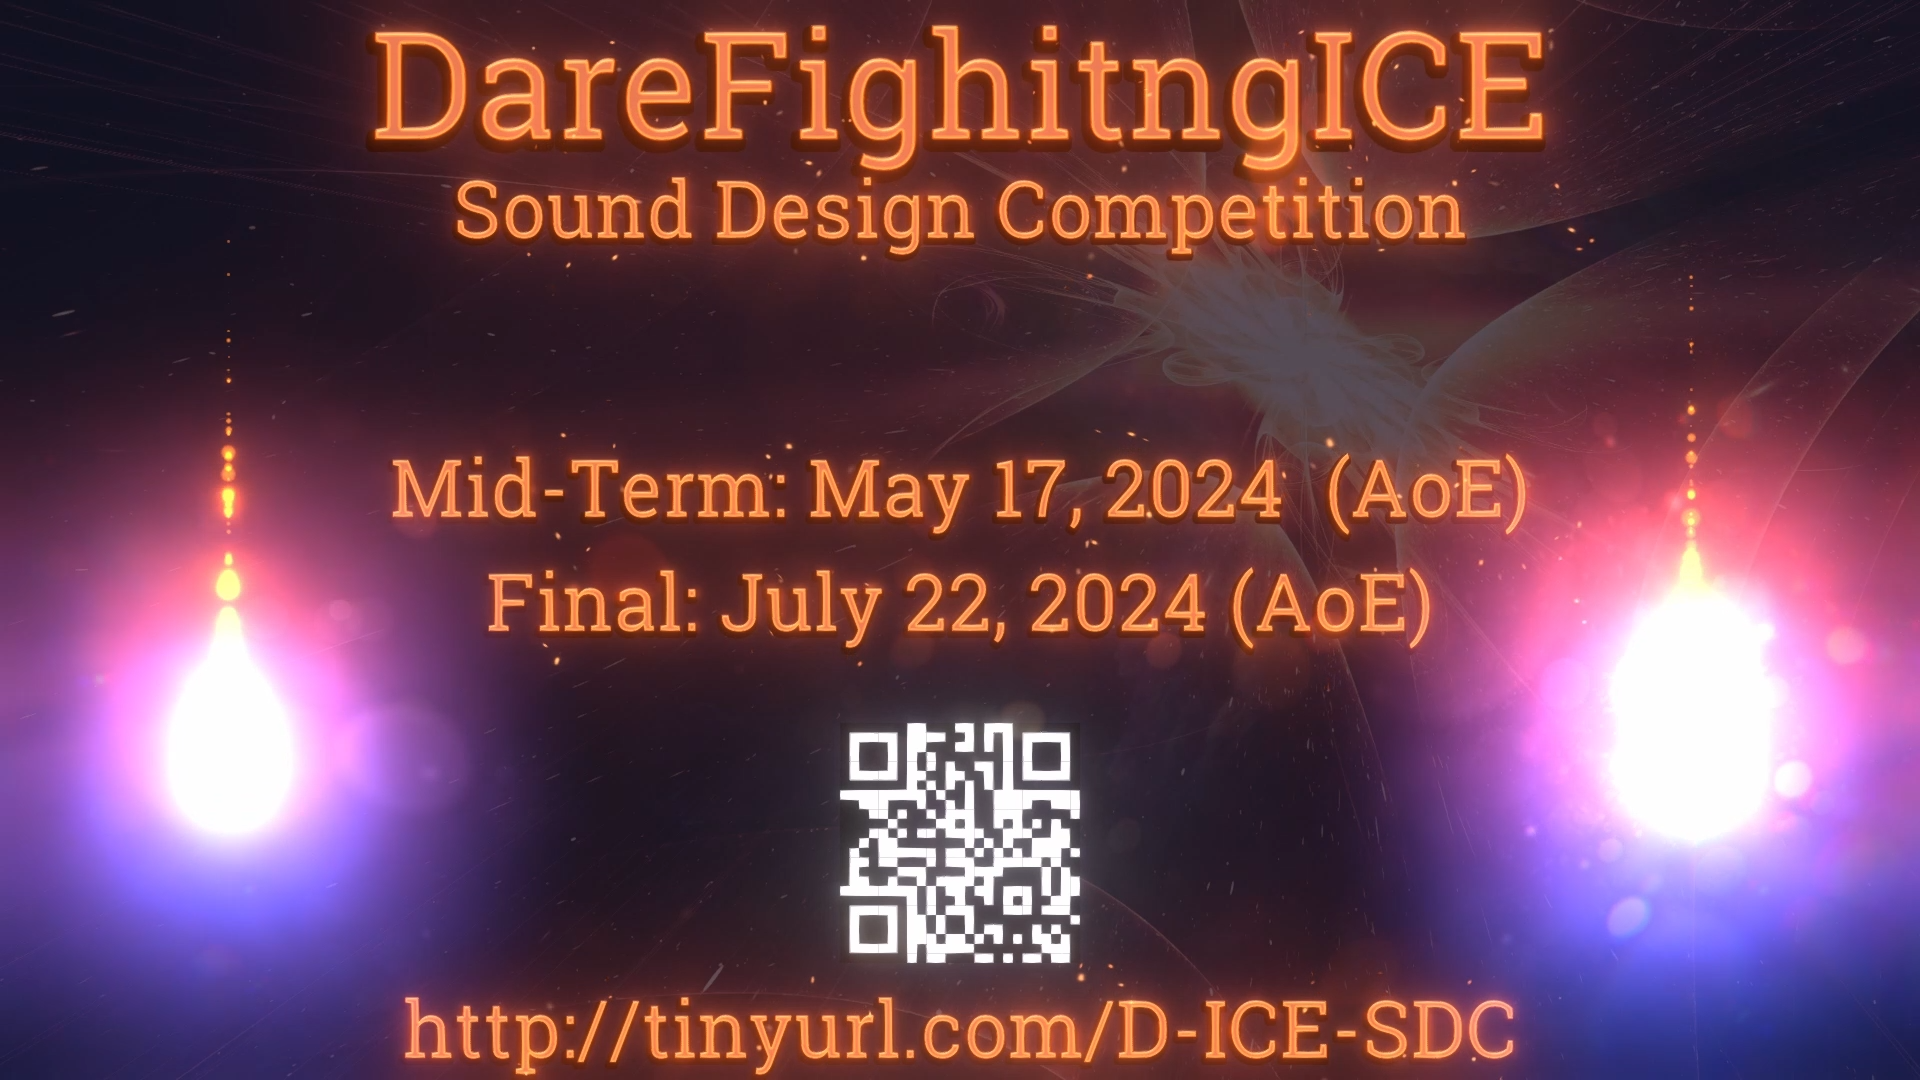 DareFighitngICE
Sound Design Competition
Mid-Term: May 17, 2024 (AoE)
Final: July 22, 2024 (AoE)
http://tinyurl.com/D-ICE-SDC